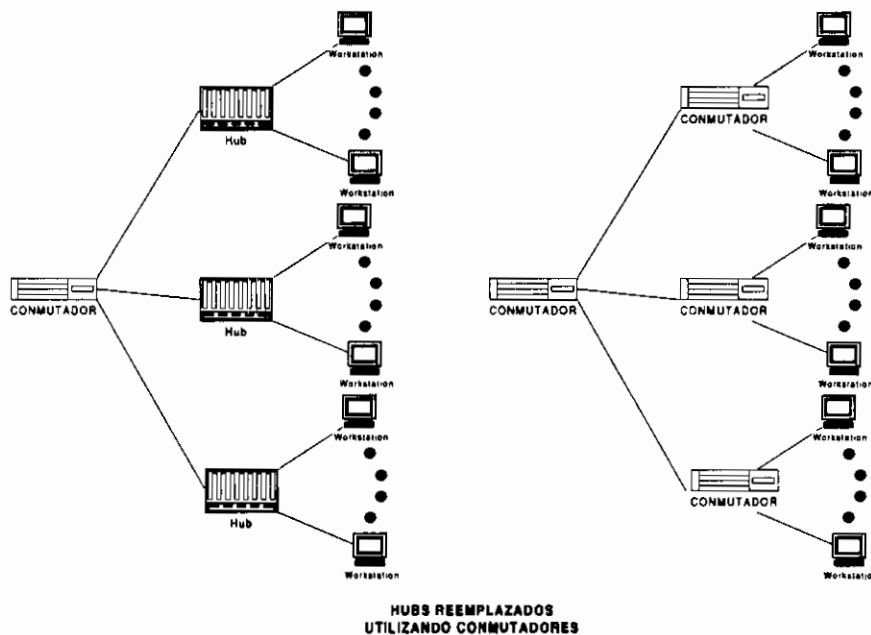 Workstation
Hub
Workstation
Workstation
CONMUTADOR
Hub
Workstation
Workstation
Hub
Workstation
Workstation
CONMUTADOR
Workstation
Workstation
CONMUTADOR
CONMUTADOR
Workstation
Workstation
CONMUTADOR
Workstation
HUBS REEMPLAZADOS
UTILIZANDO CONMUTADORES